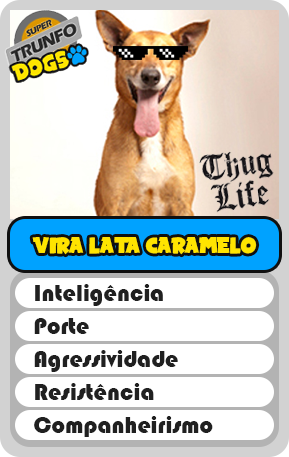 SUPER
TRUNFO
DOGS
Thug
Life
VIRA LATA CARAMELO
Inteligência
Porte
Agressividade
Resistência
Companheirismo